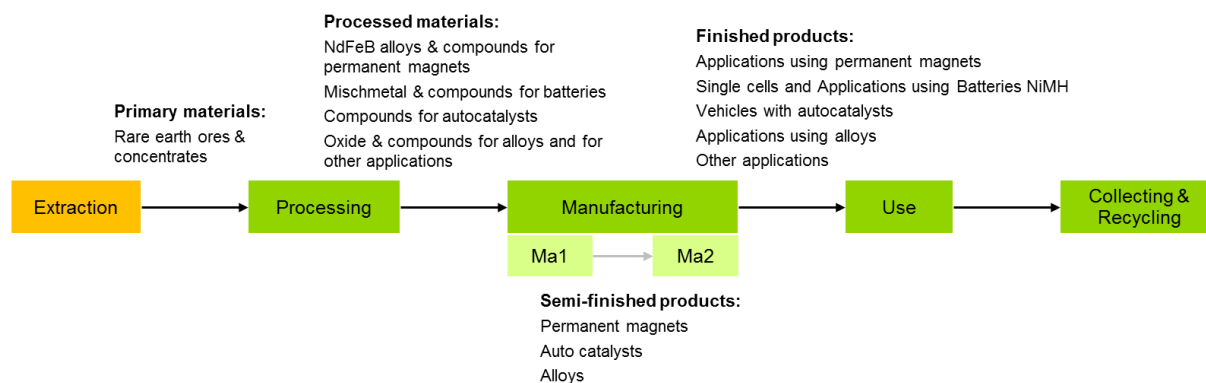 Primary materials:
Rare earth ores &
concentrates
Processed materials:
NdFeB alloys & compounds for
permanent magnets
Mischmetal & compounds for batteries
Compounds for autocatalysts
Oxide & compounds for alloys and for
other applications
Finished products:
Applications using permanent magnets
Single cells and Applications using Batteries NiMH
Vehicles with autocatalysts
Applications using alloys
Other applications
Extraction
Processing
Manufacturing
Use
Collecting &
Recycling
Ma1
Ma2
Semi-finished products:
Permanent magnets
Auto catalysts
Alloys